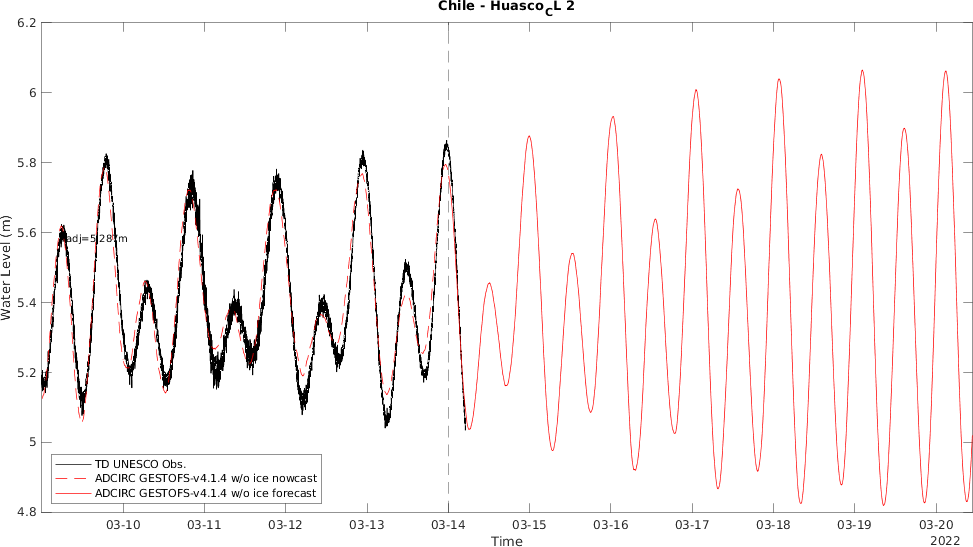 Chile - HuascoCL 2
6.2
6
5.8
5.6
5.4
5.2
5
4.8
Water Level (m)
adj=5.287m
TD UNESCO Obs.
ADCIRC GESTOFS-v4.1.4 w/o ice nowcast
ADCIRC GESTOFS-v4.1.4 w/o ice forecast
03-10 03-11 03-12 03-13 03-14 03-15 03-16 03-17 03-18 03-19 03-20
Time 2022